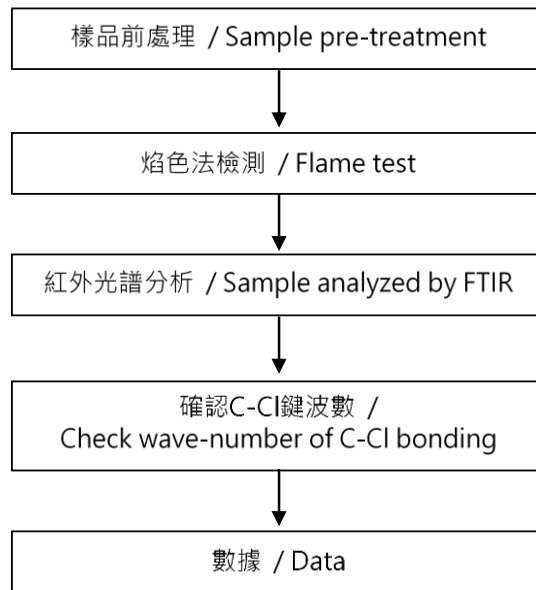 樣品前處理 / Sample pre-treatment
焰色法檢測 / Flame test
紅外光譜分析 / Sample analyzed by FTIR
確認C-Cl鍵波數 /
Check wave-number of C-Cl bonding
數據 / Data